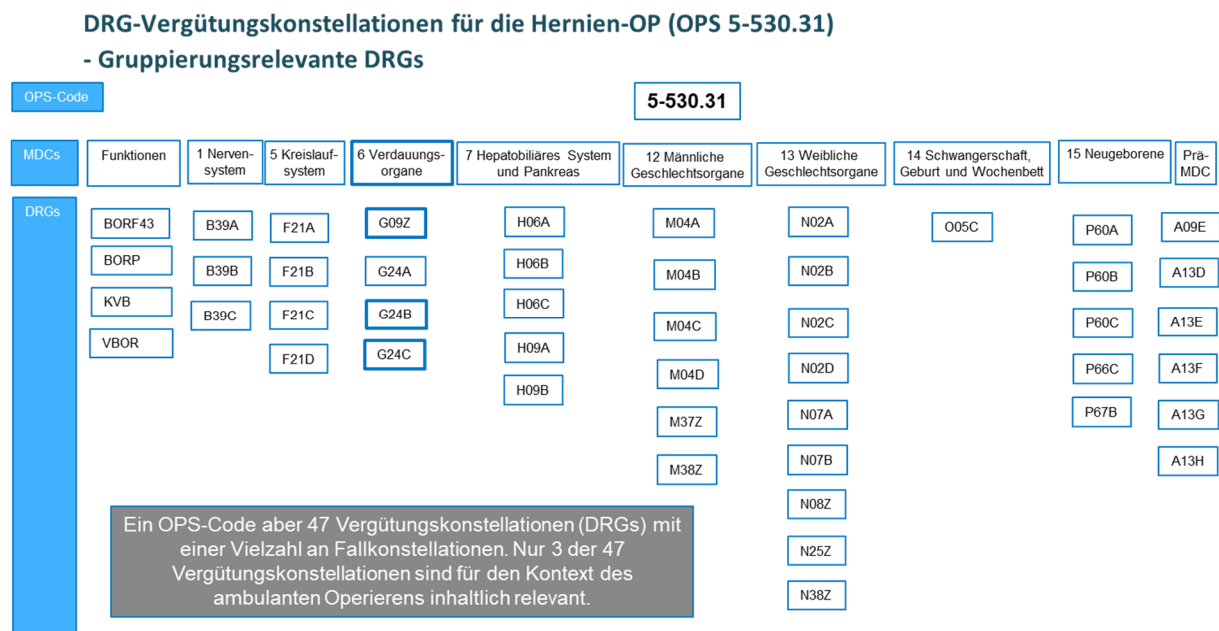 DRG-Vergütungskonstellationen für die Hernien-OP (OPS 5-530.31)
- Gruppierungsrelevante DRGs
OPS-Code
5-530.31
MDCs
Funktionen
1 Nerven-
system
5 Kreislauf-
system
6 Verdauungs-
organe
7 Hepatobiliäres System
und Pankreas
12 Männliche
Geschlechtsorgane
13 Weibliche
Geschlechtsorgane
14 Schwangerschaft,
Geburt und Wochenbett
15 Neugeborene
Prä-
MDC
DRGs
BORF43
BORP
KVB
VBOR
B39A
B39B
B39C
F21A
F21B
F21C
F21D
G09Z
G24A
G24B
G24C
H06A
H06B
H06C
H09A
H09B
M04A
M04B
M04C
M04D
M37Z
M38Z
N02A
N02B
N02C
N02D
N07A
N07B
N08Z
N25Z
N38Z
O05C
P60A
P60B
P60C
P66C
P67B
A09E
A13D
A13E
A13F
A13G
A13H
Ein OPS-Code aber 47 Vergütungskonstellationen (DRGs) mit
einer Vielzahl an Fallkonstellationen. Nur 3 der 47
Vergütungskonstellationen sind für den Kontext des
ambulanten Operierens inhaltlich relevant.